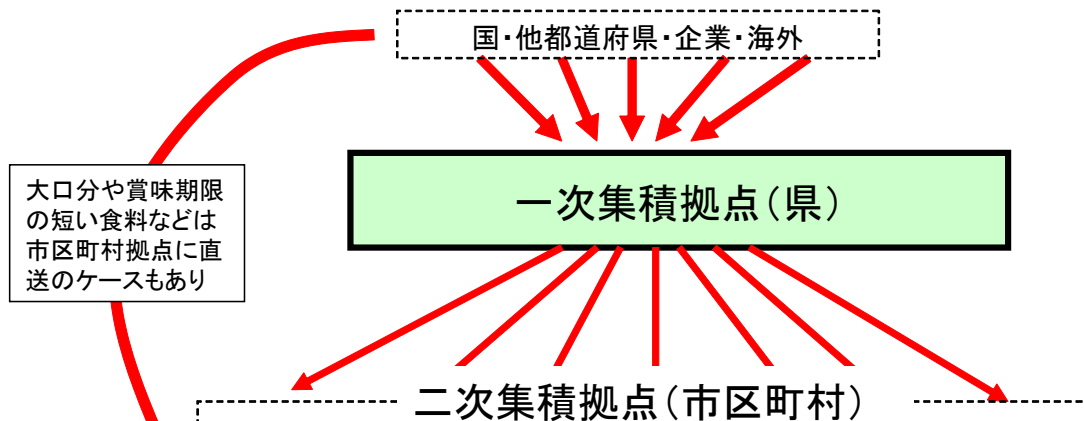 国・他都道府県・企業・海外
一次集積拠点（県）
大口分や賞味期限
の短い食料などは
市区町村拠点に直
送のケースもあり
二次集積拠点（市区町村）